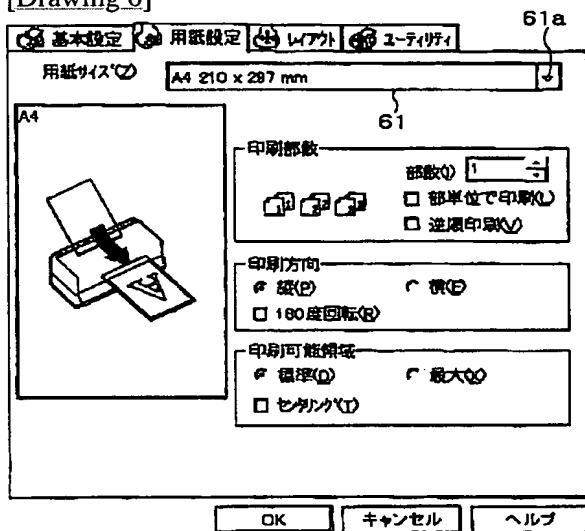 [Drawing 6]
61a
基本設定 用紙設定 レイアウト ユーティリティ
用紙サイズ(Z) A4 210 x 297 mm
61
A4
印刷部数
部数(I) 1
部単位で印刷(L)
逆順印刷(V)
印刷方向
縦(P) 横(E)
180度回転(R)
印刷可能領域
標準(D) 最大(X)
センタリング(T)
OK キャンセル ヘルプ